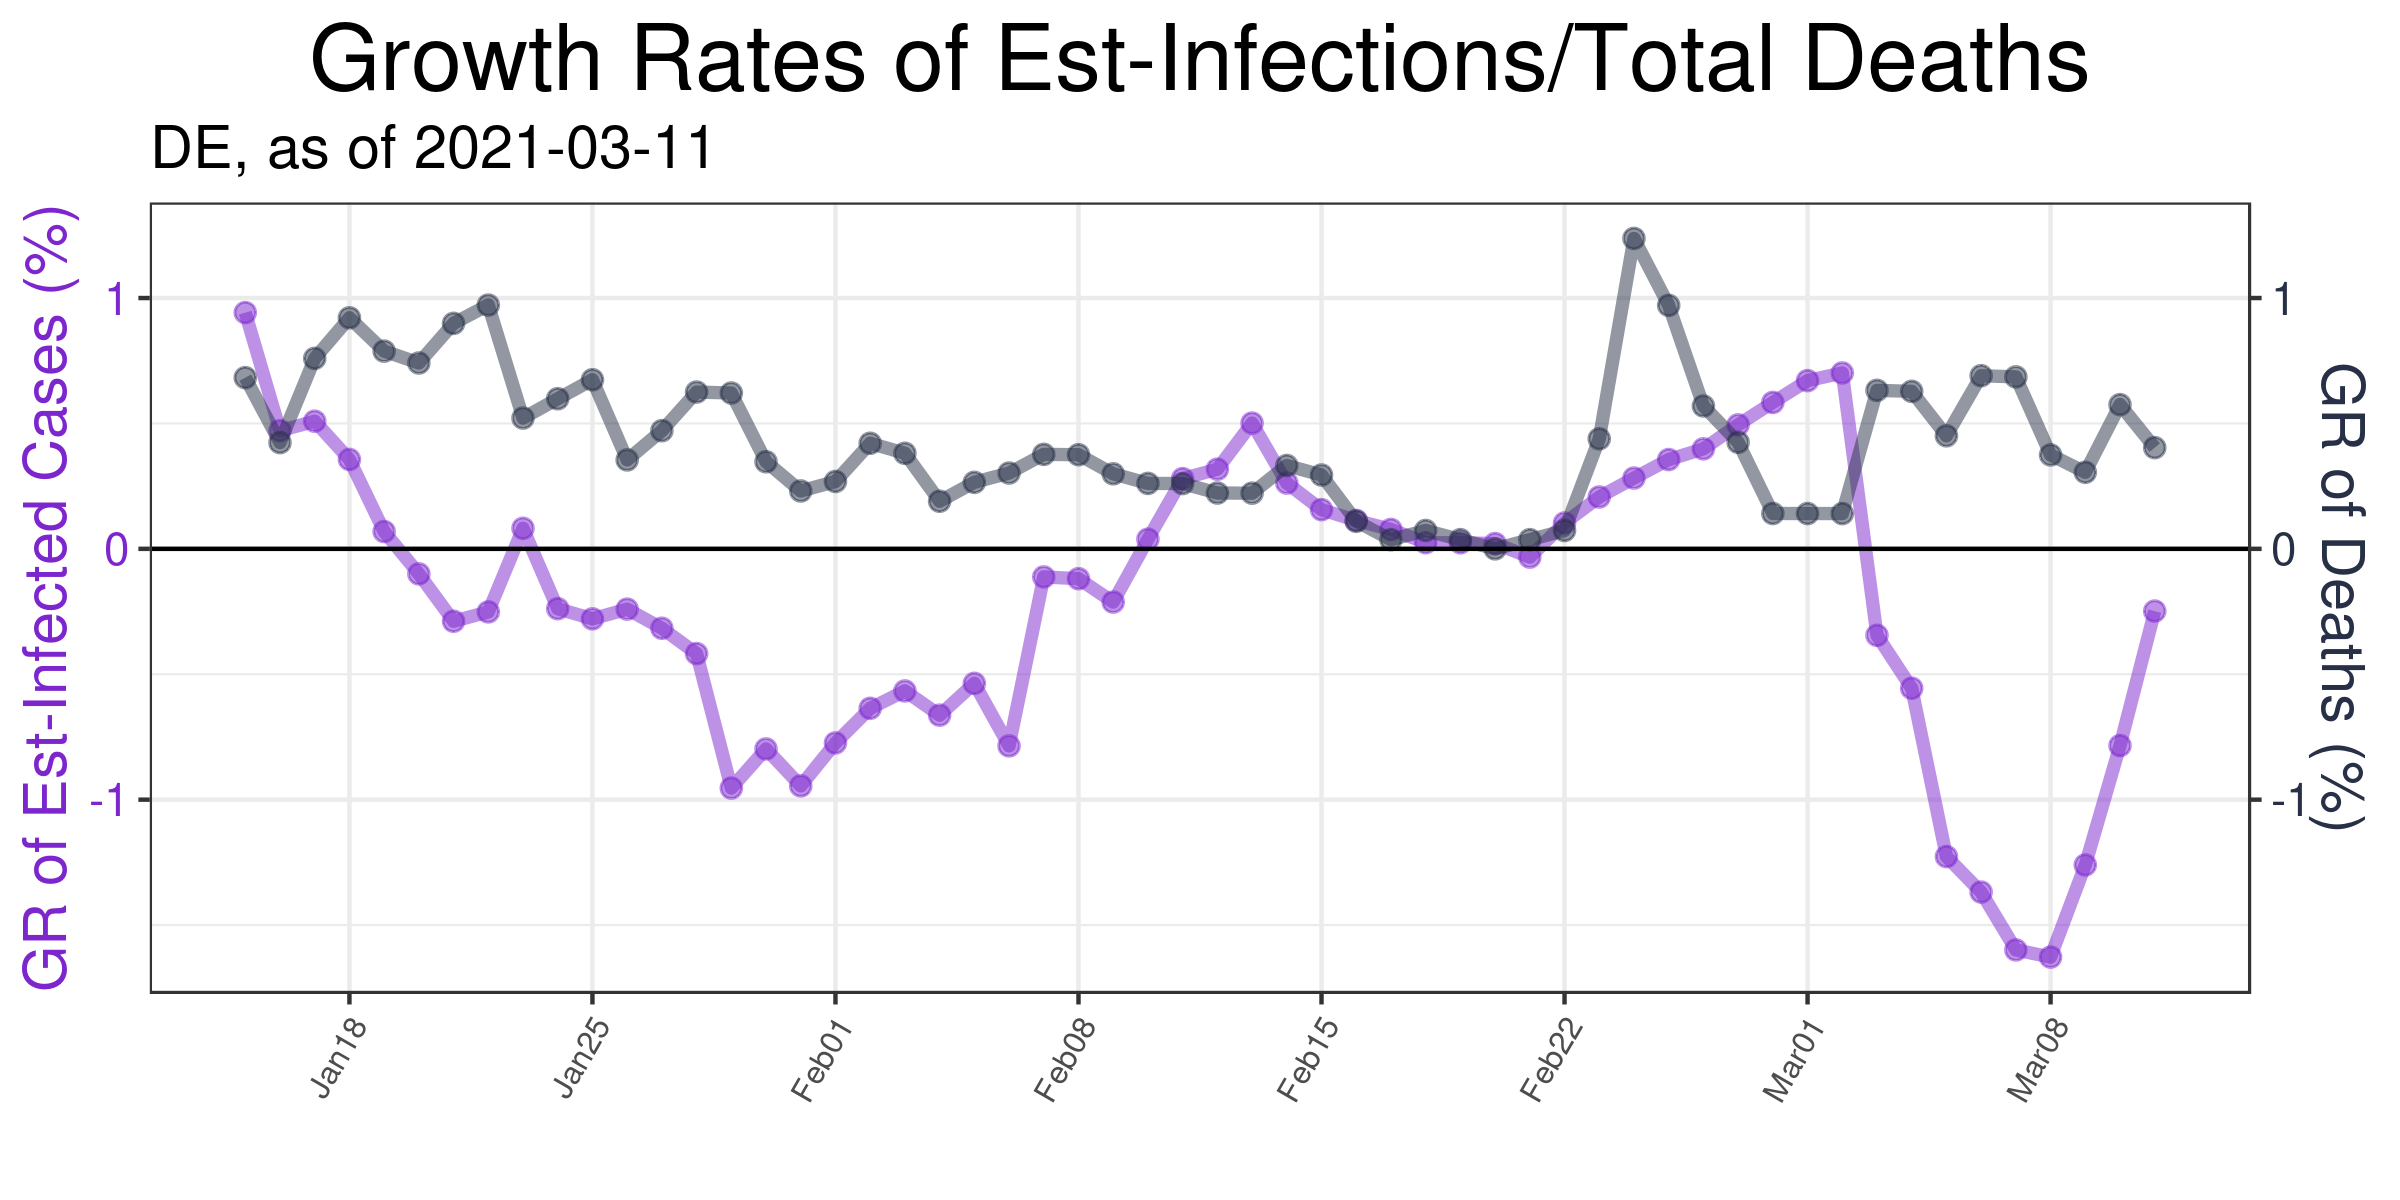 Growth Rates of Est-Infections/Total Deaths
DE, as of 2021-03-11
GR of Est-Infected Cases (%)
1
0
-1
1
0
-1
GR of Deaths (%)
Jan18
Jan25
Feb01
Feb08
Feb15
Feb22
Mar01
Mar08